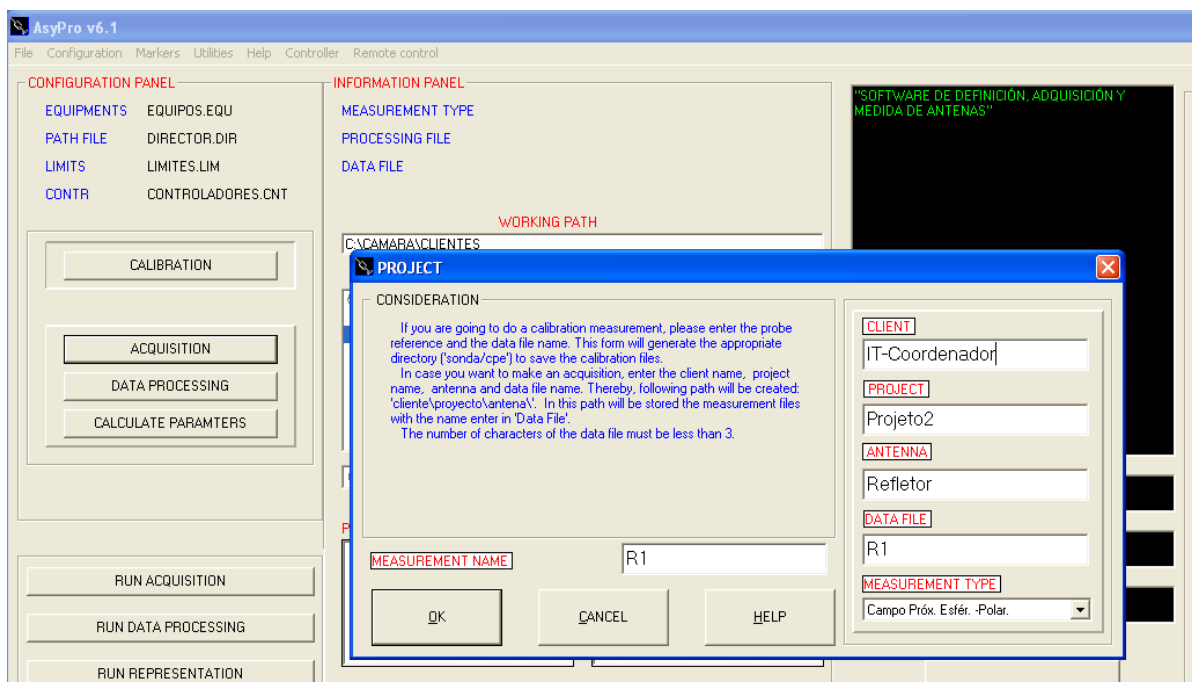 AsyPro v6.1
File Configuration Markers Utilities Help Controller Remote control
CONFIGURATION PANEL
EQUIPMENTS EQUIPOS.EQU
PATH FILE DIRECTOR.DIR
LIMITS LIMITES.LIM
CONTR CONTROLADORES.CNT
CALIBRATION
ACQUISITION
DATA PROCESSING
CALCULATE PARAMTERS
RUN ACQUISITION
RUN DATA PROCESSING
RUN REPRESENTATION
INFORMATION PANEL
MEASUREMENT TYPE
PROCESSING FILE
DATA FILE
WORKING PATH
C:\CAMARA\CLIENTES
"SOFTWARE DE DEFINICIÓN, ADQUISICIÓN Y
MEDIDA DE ANTENAS"
PROJECT
CONSIDERATION
If you are going to do a calibration measurement, please enter the probe
reference and the data file name. This form will generate the appropriate
directory ('sonda/cpe') to save the calibration files.
In case you want to make an acquisition, enter the client name, project
name, antenna and data file name. Thereby, following path will be created:
'cliente\proyecto\antena\'. In this path will be stored the measurement files
with the name enter in 'Data File'.
The number of characters of the data file must be less than 3.
MEASUREMENT NAME R1
OK CANCEL HELP
CLIENT
IT-Coordenador
PROJECT
Projeto2
ANTENNA
Refletor
DATA FILE
R1
MEASUREMENT TYPE
Campo Próx. Esfér. -Polar.